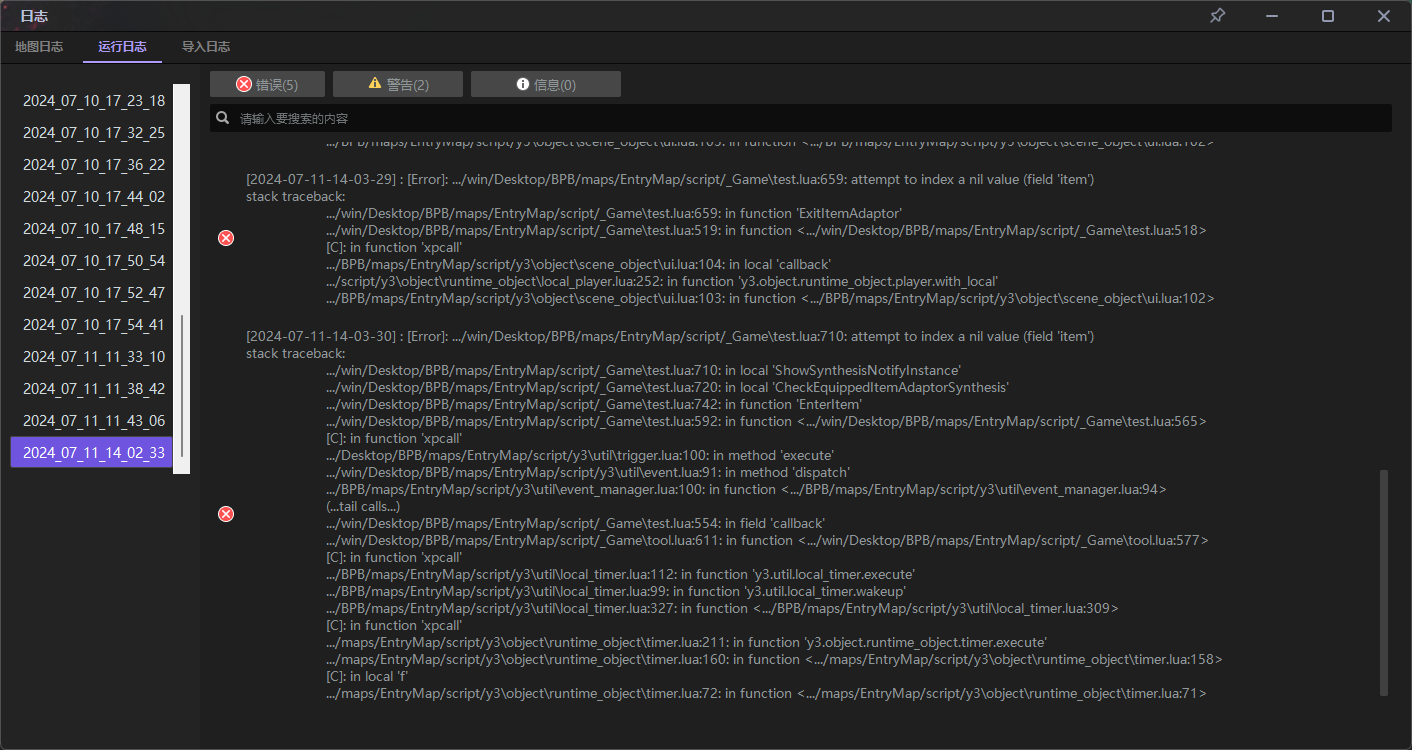 日志
地图日志
运行日志
导入日志
2024_07_10_17_23_18
2024_07_10_17_32_25
2024_07_10_17_36_22
2024_07_10_17_44_02
2024_07_10_17_48_15
2024_07_10_17_50_54
2024_07_10_17_52_47
2024_07_10_17_54_41
2024_07_11_11_33_10
2024_07_11_11_38_42
2024_07_11_11_43_06
2024_07_11_14_02_33
错误(5)
警告(2)
信息(0)
请输入要搜索的内容
.../BPB/maps/EntryMap/script/y3\object\scene_object\ui.lua:103: in function <.../BPB/maps/EntryMap/script/y3\object\scene_object\ui.lua:102>
[2024-07-11-14-03-29] : [Error]: .../win/Desktop/BPB/maps/EntryMap/script/_Game\test.lua:659: attempt to index a nil value (field 'item')
stack traceback:
.../win/Desktop/BPB/maps/EntryMap/script/_Game\test.lua:659: in function 'ExitItemAdaptor'
.../win/Desktop/BPB/maps/EntryMap/script/_Game\test.lua:519: in function <.../win/Desktop/BPB/maps/EntryMap/script/_Game\test.lua:518>
[C]: in function 'xpcall'
.../BPB/maps/EntryMap/script/y3\object\scene_object\ui.lua:104: in local 'callback'
.../script/y3\object\runtime_object\local_player.lua:252: in function 'y3.object.runtime_object.player.with_local'
.../BPB/maps/EntryMap/script/y3\object\scene_object\ui.lua:103: in function <.../BPB/maps/EntryMap/script/y3\object\scene_object\ui.lua:102>
[2024-07-11-14-03-30] : [Error]: .../win/Desktop/BPB/maps/EntryMap/script/_Game\test.lua:710: attempt to index a nil value (field 'item')
stack traceback:
.../win/Desktop/BPB/maps/EntryMap/script/_Game\test.lua:710: in local 'ShowSynthesisNotifyInstance'
.../win/Desktop/BPB/maps/EntryMap/script/_Game\test.lua:720: in local 'CheckEquippedItemAdaptorSynthesis'
.../win/Desktop/BPB/maps/EntryMap/script/_Game\test.lua:742: in function 'EnterItem'
.../win/Desktop/BPB/maps/EntryMap/script/_Game\test.lua:592: in function <.../win/Desktop/BPB/maps/EntryMap/script/_Game\test.lua:565>
[C]: in function 'xpcall'
.../Desktop/BPB/maps/EntryMap/script/y3\util\trigger.lua:100: in method 'execute'
.../win/Desktop/BPB/maps/EntryMap/script/y3\util\event.lua:91: in method 'dispatch'
.../BPB/maps/EntryMap/script/y3\util\event_manager.lua:100: in function <.../BPB/maps/EntryMap/script/y3\util\event_manager.lua:94>
(...tail calls...)
.../win/Desktop/BPB/maps/EntryMap/script/_Game\test.lua:554: in field 'callback'
.../win/Desktop/BPB/maps/EntryMap/script/_Game\tool.lua:611: in function <.../win/Desktop/BPB/maps/EntryMap/script/_Game\tool.lua:577>
[C]: in function 'xpcall'
.../BPB/maps/EntryMap/script/y3\util\local_timer.lua:112: in function 'y3.util.local_timer.execute'
.../BPB/maps/EntryMap/script/y3\util\local_timer.lua:99: in function 'y3.util.local_timer.wakeup'
.../BPB/maps/EntryMap/script/y3\util\local_timer.lua:327: in function <.../BPB/maps/EntryMap/script/y3\util\local_timer.lua:309>
[C]: in function 'xpcall'
.../maps/EntryMap/script/y3\object\runtime_object\timer.lua:211: in function 'y3.object.runtime_object.timer.execute'
.../maps/EntryMap/script/y3\object\runtime_object\timer.lua:160: in function <.../maps/EntryMap/script/y3\object\runtime_object\timer.lua:158>
[C]: in local 'f'
.../maps/EntryMap/script/y3\object\runtime_object\timer.lua:72: in function <.../maps/EntryMap/script/y3\object\runtime_object\timer.lua:71>